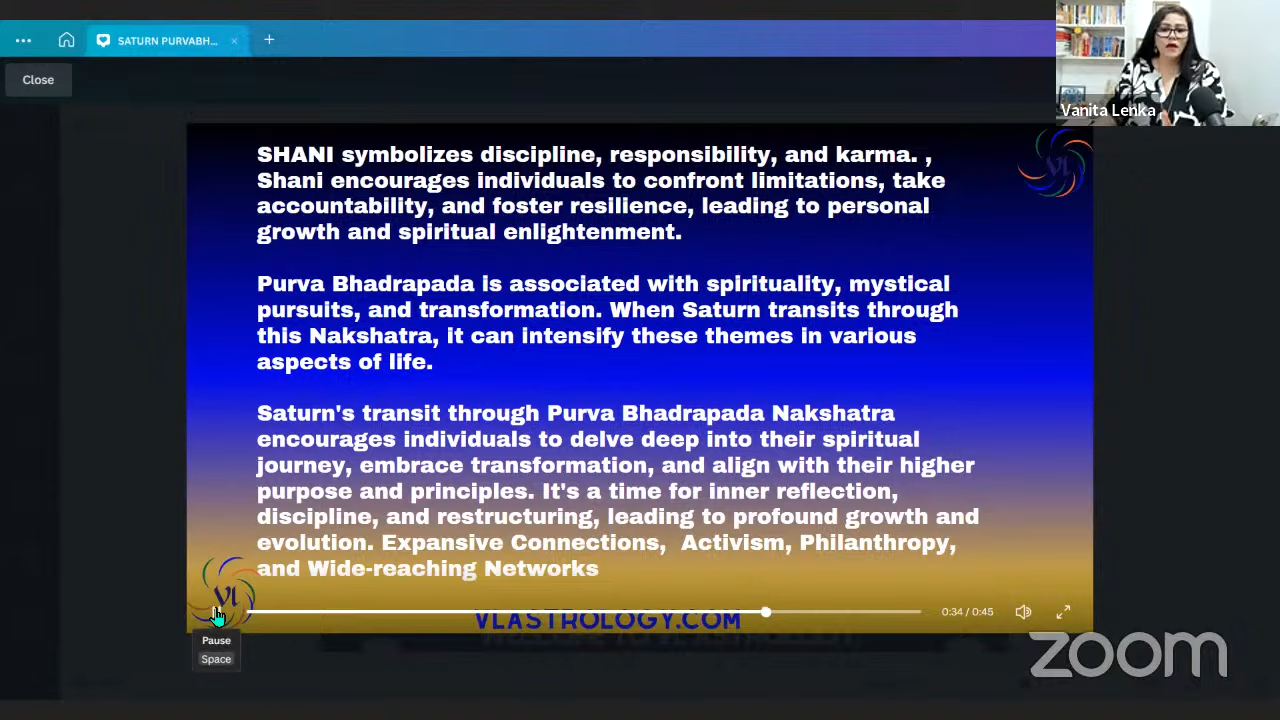 SATURN PURVABH...
Close
Vanita Lenka
SHANI symbolizes discipline, responsibility, and karma. ,
Shani encourages individuals to confront limitations, take
accountability, and foster resilience, leading to personal
growth and spiritual enlightenment.
Purva Bhadrapada is associated with spirituality, mystical
pursuits, and transformation. When Saturn transits through
this Nakshatra, it can intensify these themes in various
aspects of life.
Saturn's transit through Purva Bhadrapada Nakshatra
encourages individuals to delve deep into their spiritual
journey, embrace transformation, and align with their higher
purpose and principles. It's a time for inner reflection,
discipline, and restructuring, leading to profound growth and
evolution. Expansive Connections,  Activism, Philanthropy,
and Wide-reaching Networks
VL
VL
VLASTROLOGY.COM
0:34 / 0:45
Pause
Space
zoom